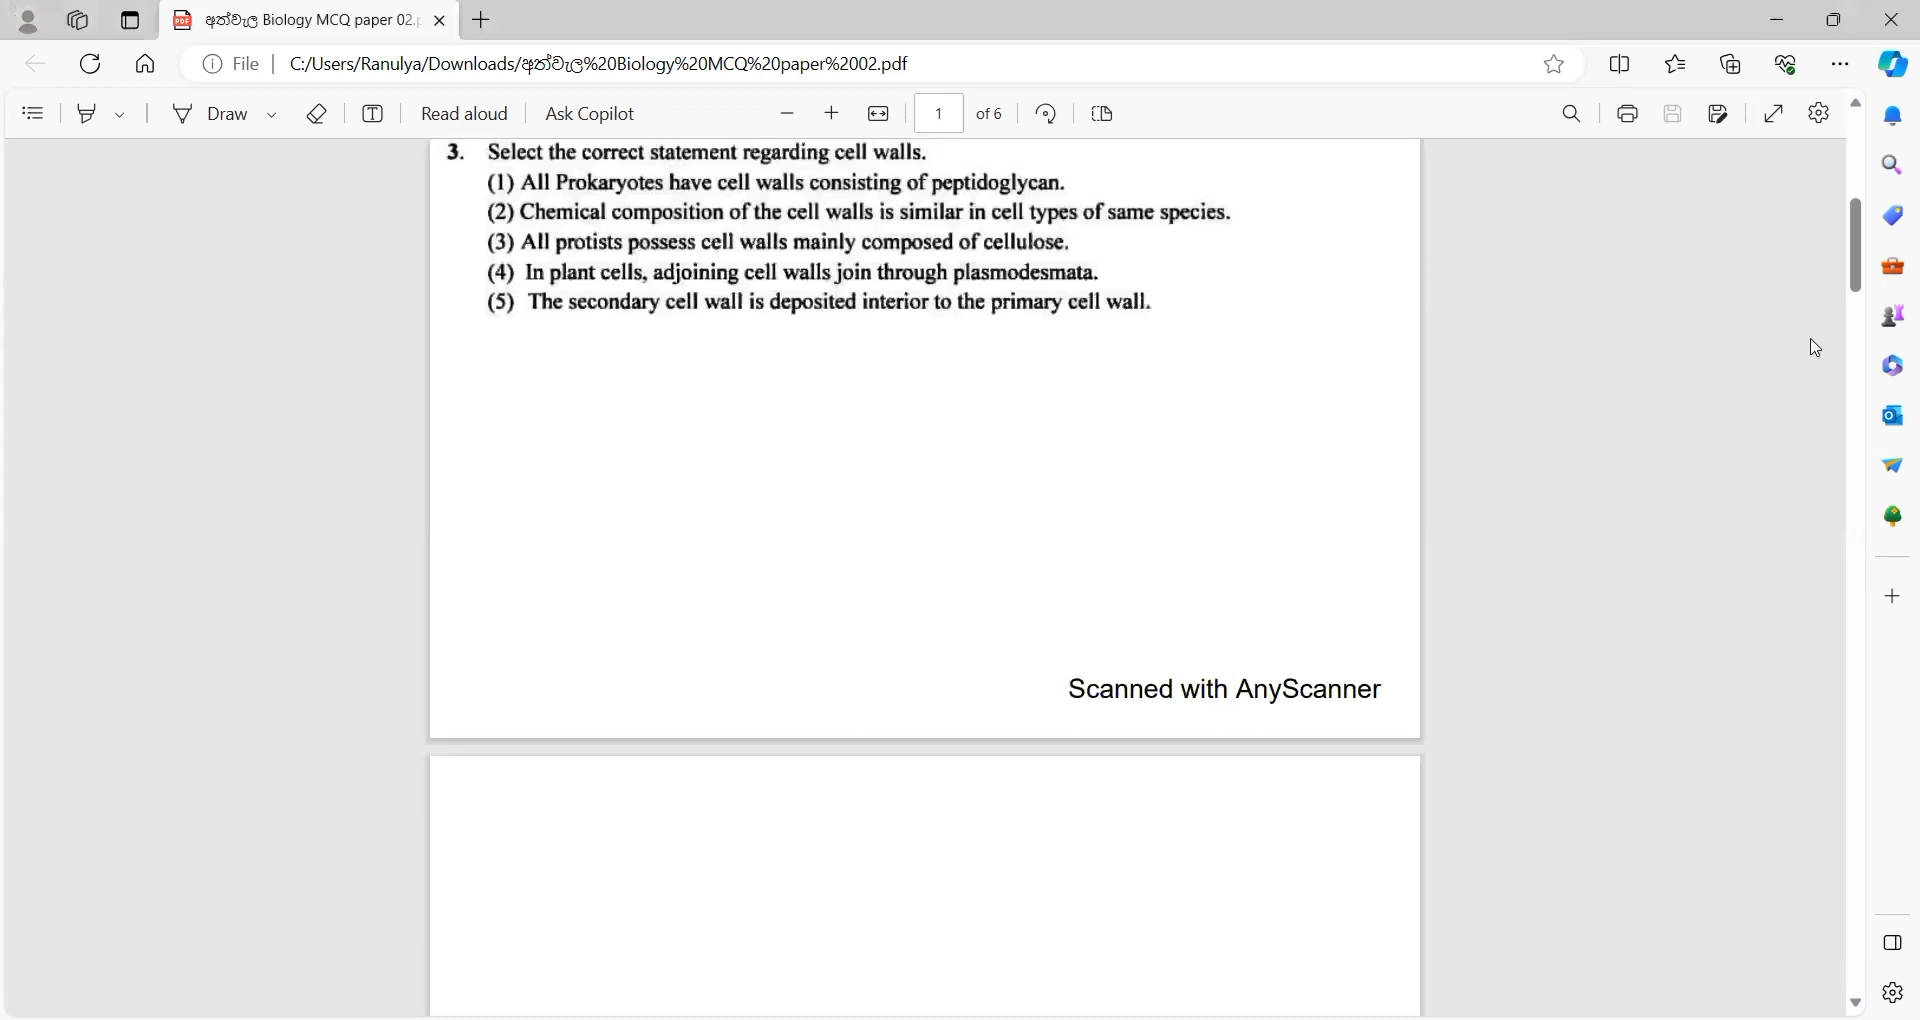 අත්වැල Biology MCQ paper 02.p
File
C:/Users/Ranulya/Downloads/අත්වැල%20Biology%20MCQ%20paper%2002.pdf
Draw
Read aloud
Ask Copilot
1
of 6
3. Select the correct statement regarding cell walls.
(1) All Prokaryotes have cell walls consisting of peptidoglycan.
(2) Chemical composition of the cell walls is similar in cell types of same species.
(3) All protists possess cell walls mainly composed of cellulose.
(4) In plant cells, adjoining cell walls join through plasmodesmata.
(5) The secondary cell wall is deposited interior to the primary cell wall.
Scanned with AnyScanner